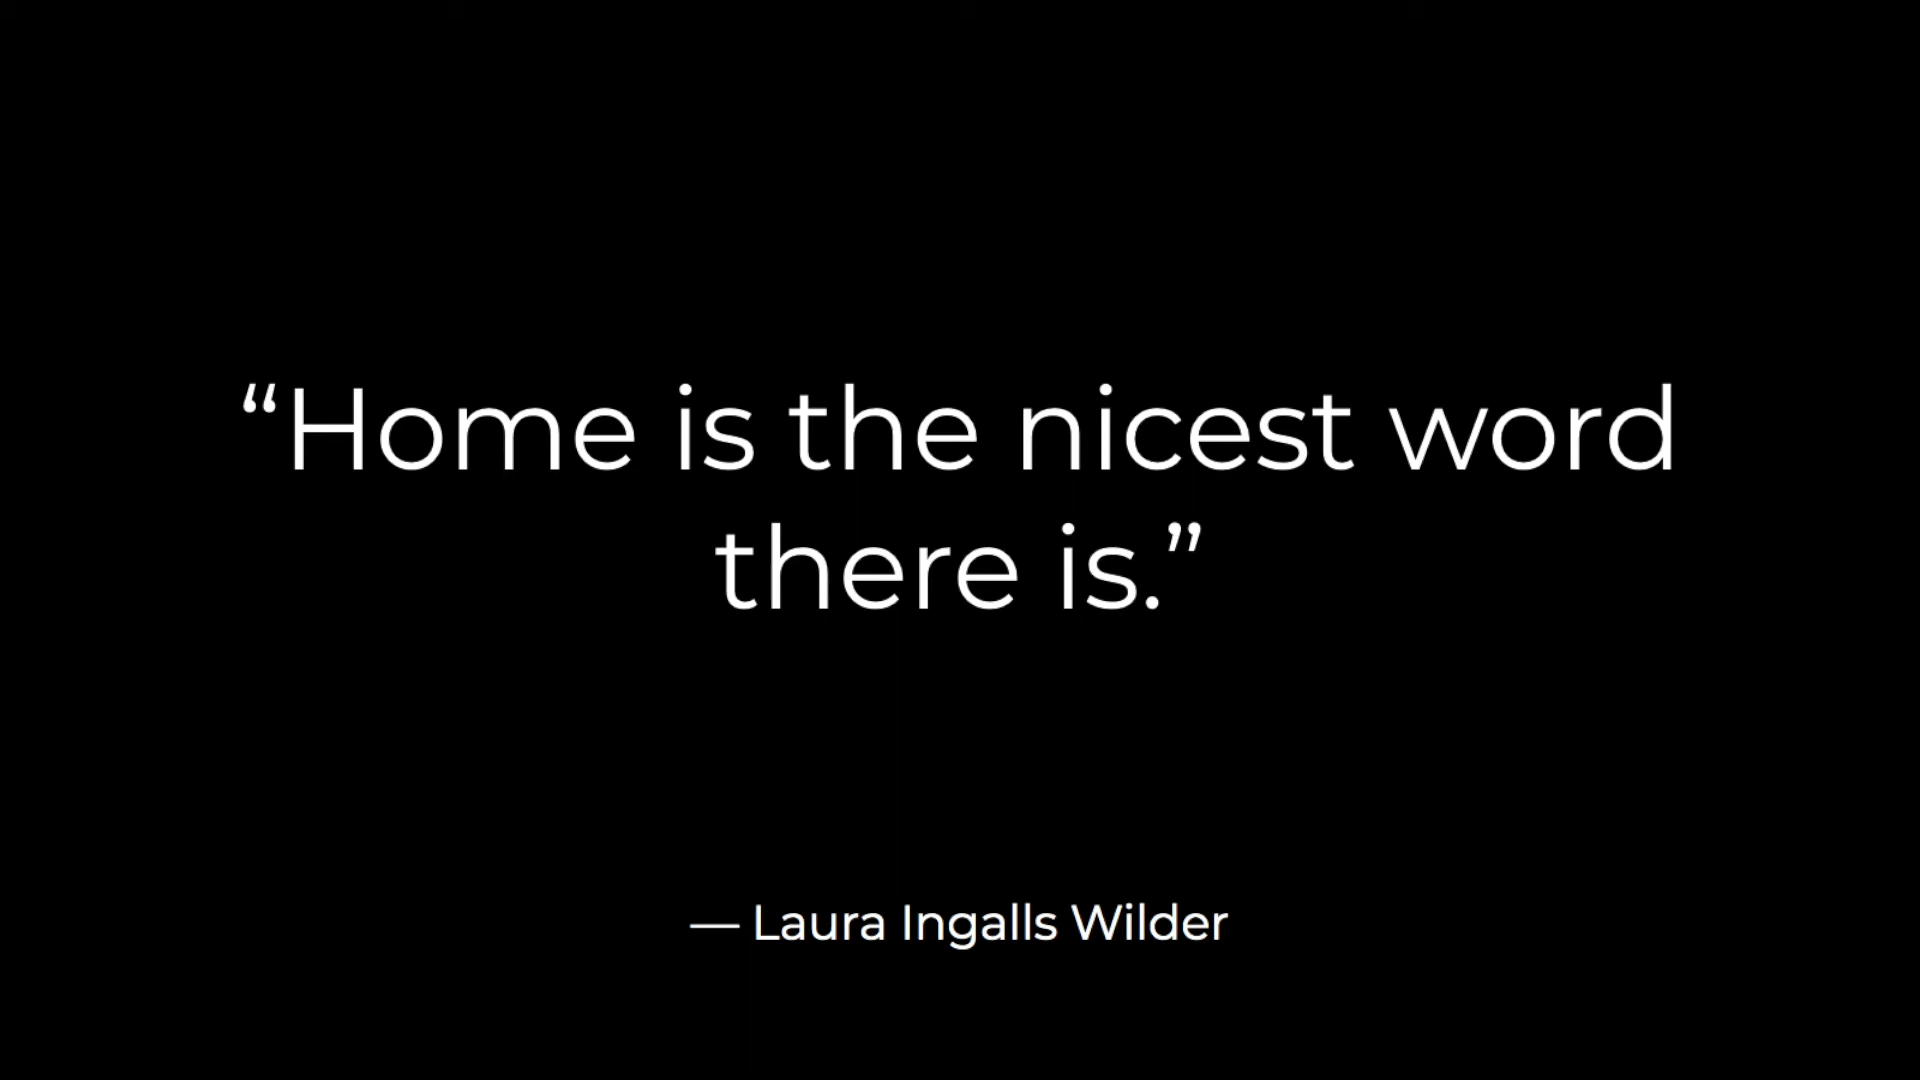 “Home is the nicest word
there is.”
— Laura Ingalls Wilder